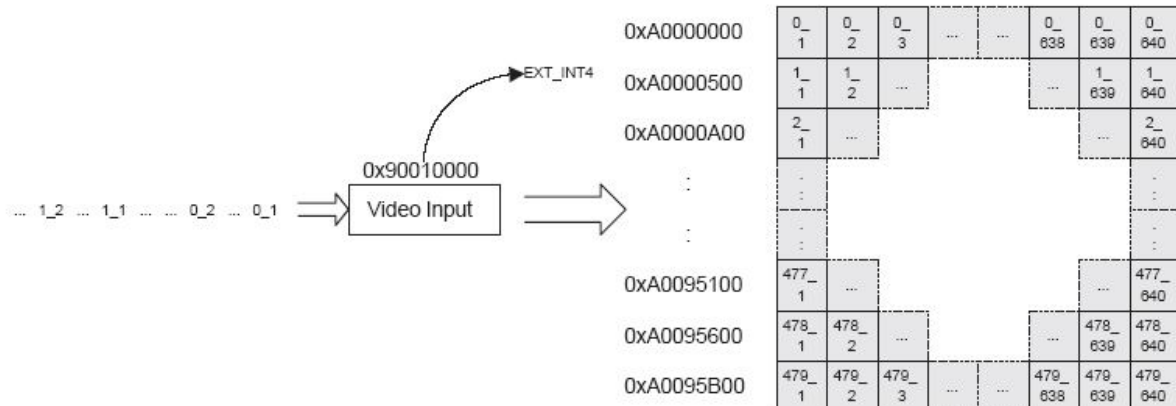 0xA0000000 0_1 0_2 0_3 ... ... 0_638 0_639 0_640
EXT_INT4
0xA0000500 1_1 1_2 ... ... 1_639 1_640
0xA0000A00 2_1 ... ... 2_640
0x90010000
... 1_2 ... 1_1 ... ... 0_2 ... 0_1
Video Input
: : :
: : :
0xA0095100 477_1 ... ... 477_640
0xA0095600 478_1 478_2 ... ... 478_639 478_640
0xA0095B00 479_1 479_2 479_3 ... ... 479_638 479_639 479_640